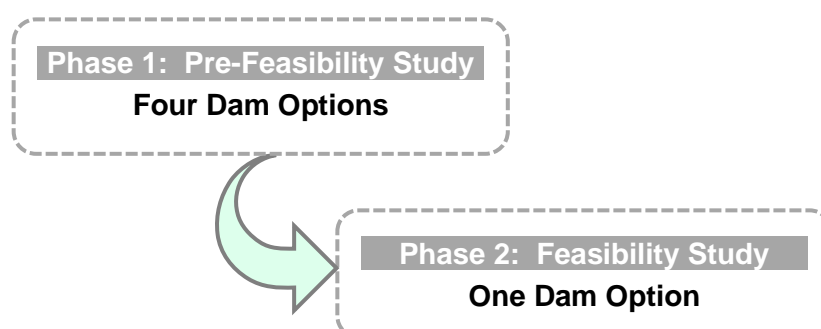 Phase 1: Pre-Feasibility Study
Four Dam Options
Phase 2: Feasibility Study
One Dam Option